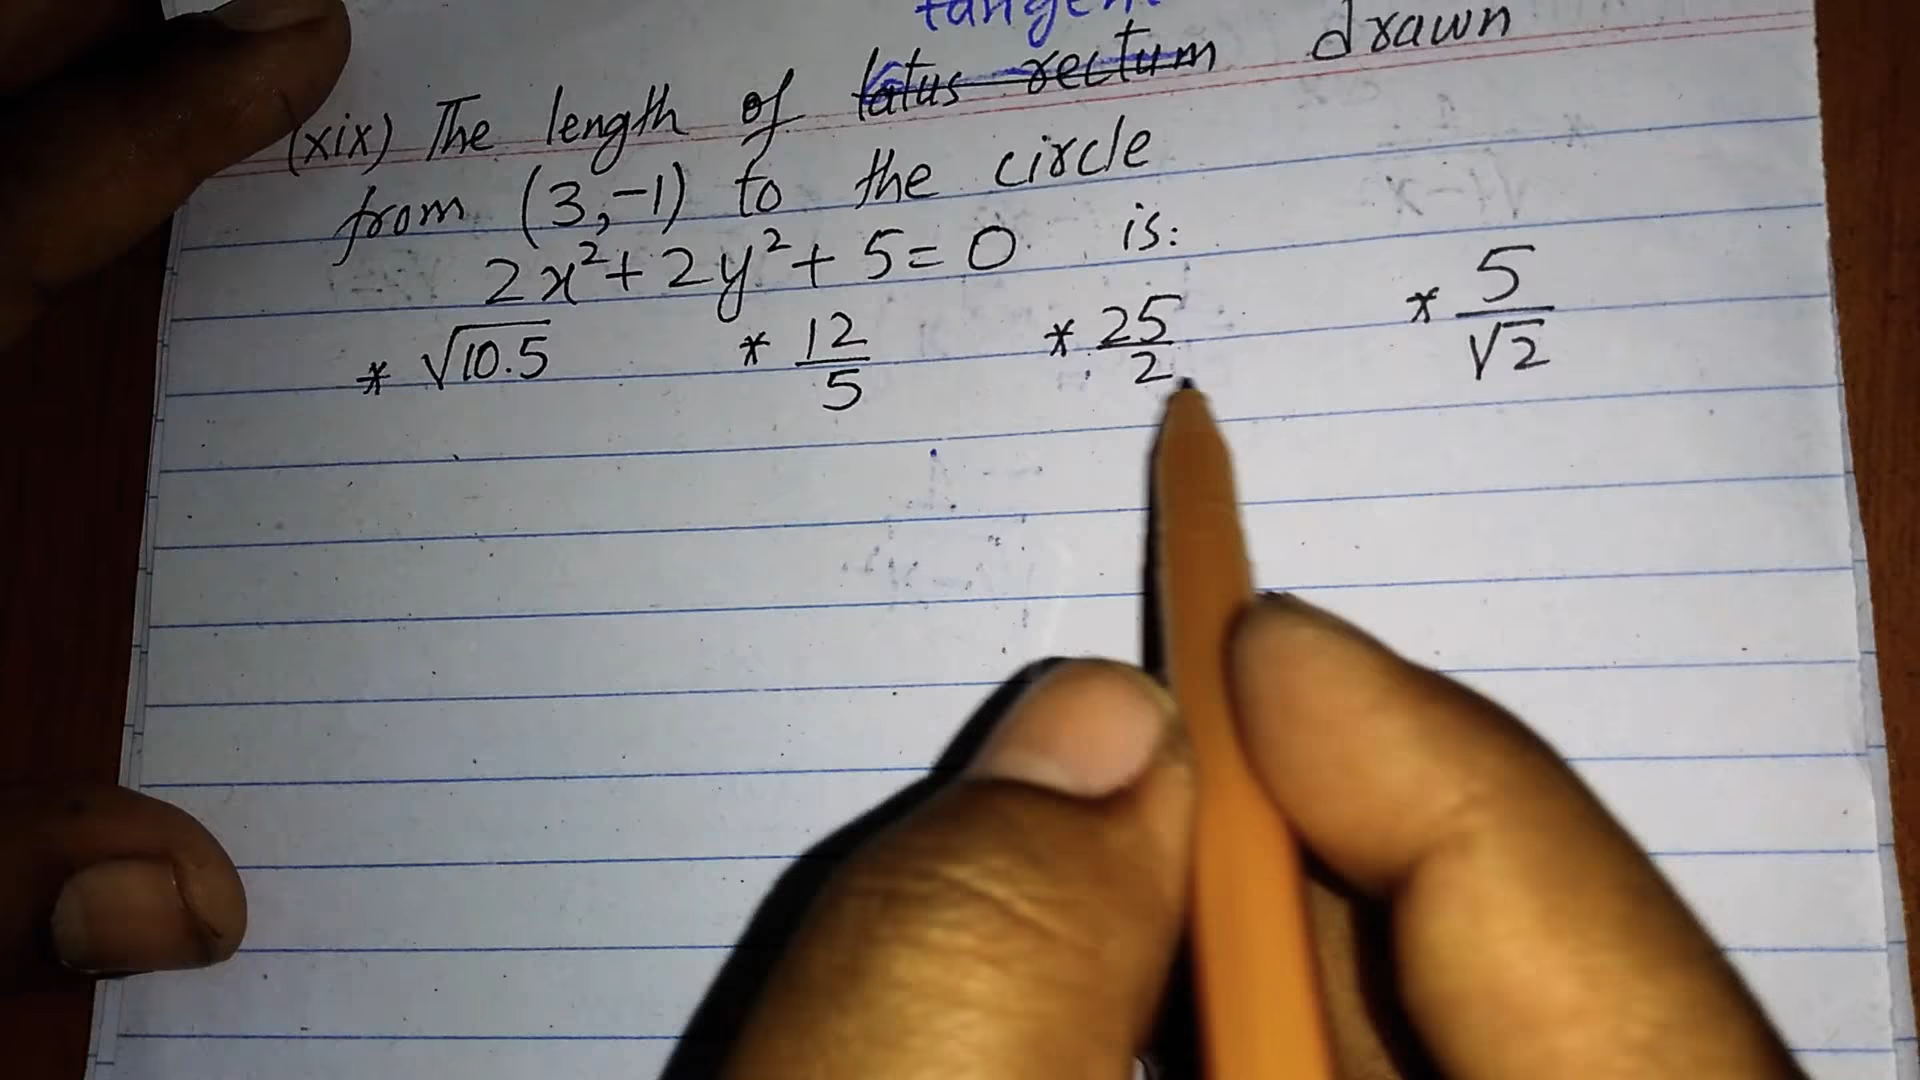 tangent
(xix) The length of latus rectum drawn
from (3,-1) to the circle
2x²+2y²+5=0 is:
* √10.5 * 12/5 * 25/2 * 5/√2